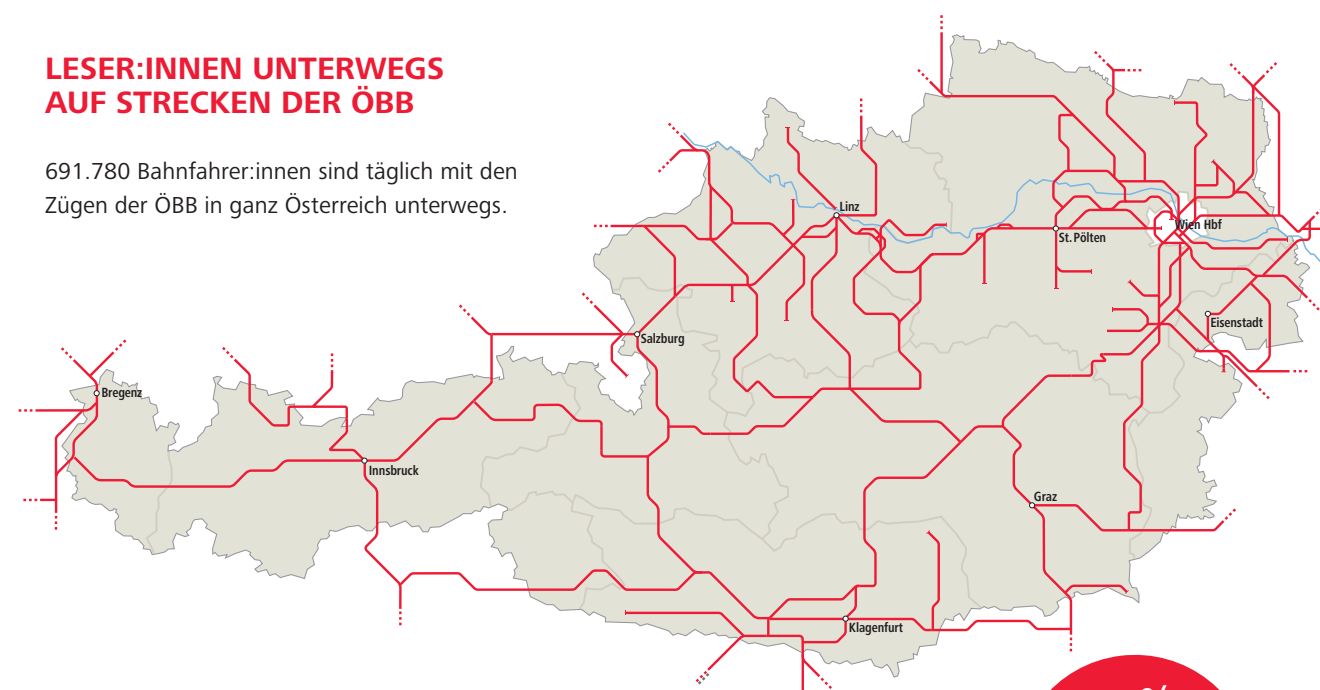 LESER:INNEN UNTERWEGS
AUF STRECKEN DER ÖBB
691.780 Bahnfahrer:innen sind täglich mit den
Zügen der ÖBB in ganz Österreich unterwegs.
Linz
Wien Hbf
St. Pölten
Eisenstadt
Salzburg
Bregenz
Innsbruck
Graz
Klagenfurt